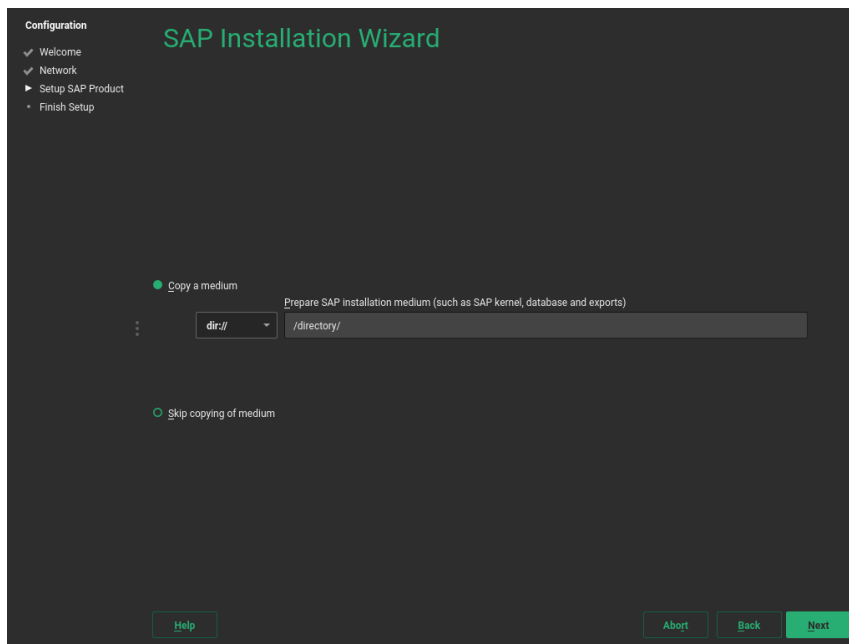 Configuration
Welcome
Network
Setup SAP Product
Finish Setup
SAP Installation Wizard
Copy a medium
Prepare SAP installation medium (such as SAP kernel, database and exports)
dir:// /directory/
Skip copying of medium
Help Abort Back Next